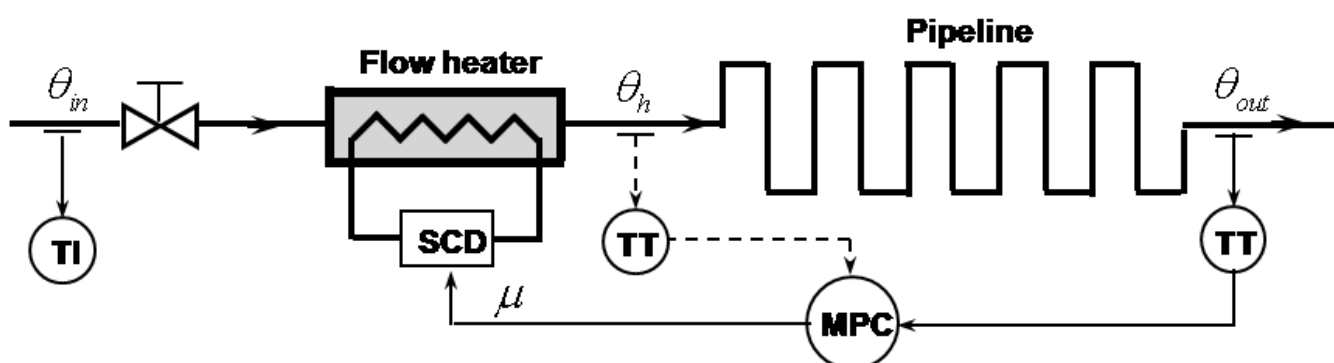 Pipeline
Flow heater
θin
θh
θout
TI
SCD
TT
TT
μ
MPC